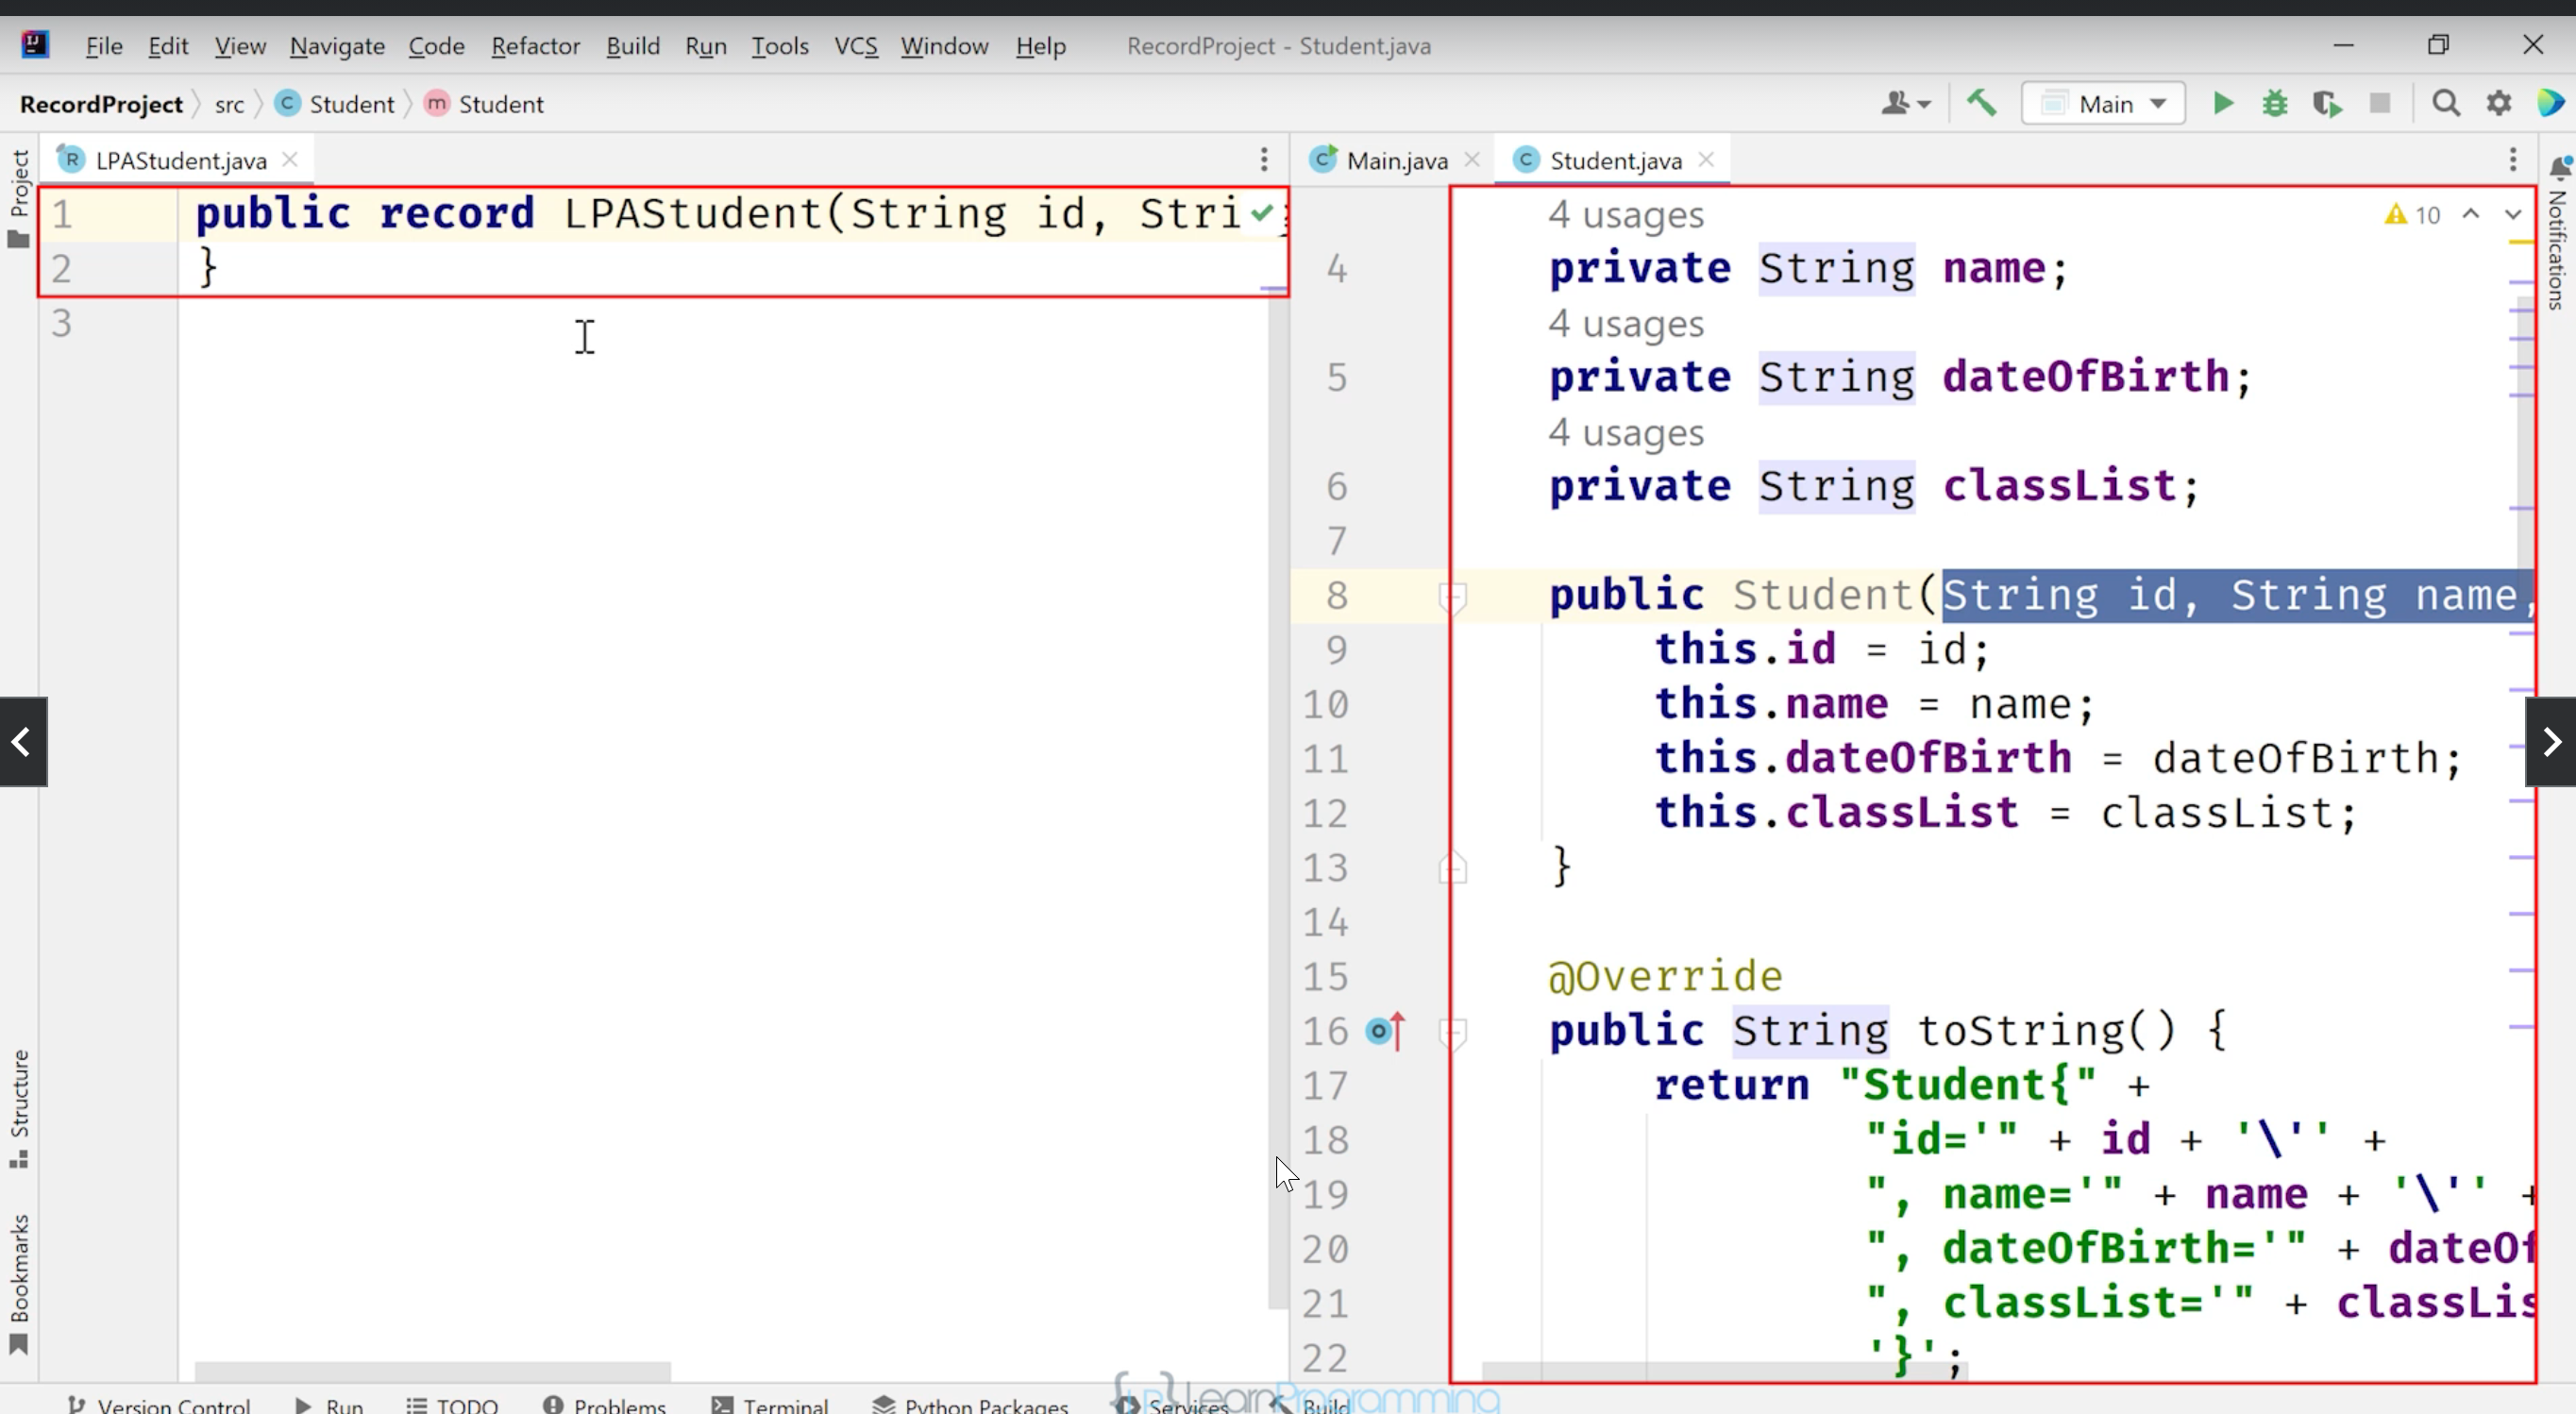 File Edit View Navigate Code Refactor Build Run Tools VCS Window Help RecordProject - Student.java
RecordProject src C Student m Student Main
Project
Structure
Bookmarks
R LPAStudent.java
1 public record LPAStudent(String id, Stri
2 }
3
C Main.java C Student.java
4 usages 10
4 private String name;
4 usages
5 private String dateOfBirth;
4 usages
6 private String classList;
7
8 public Student(String id, String name,
9 this.id = id;
10 this.name = name;
11 this.dateOfBirth = dateOfBirth;
12 this.classList = classList;
13 }
14
15 @Override
16 public String toString() {
17 return "Student{" +
18 "id='" + id + '\'' +
19 ", name='" + name + '\'' +
20 ", dateOfBirth='" + dateOf
21 ", classList='" + classLis
22 '}';
Notifications
Version Control Run TODO Problems Terminal Python Packages Services Build
LearnProgramming